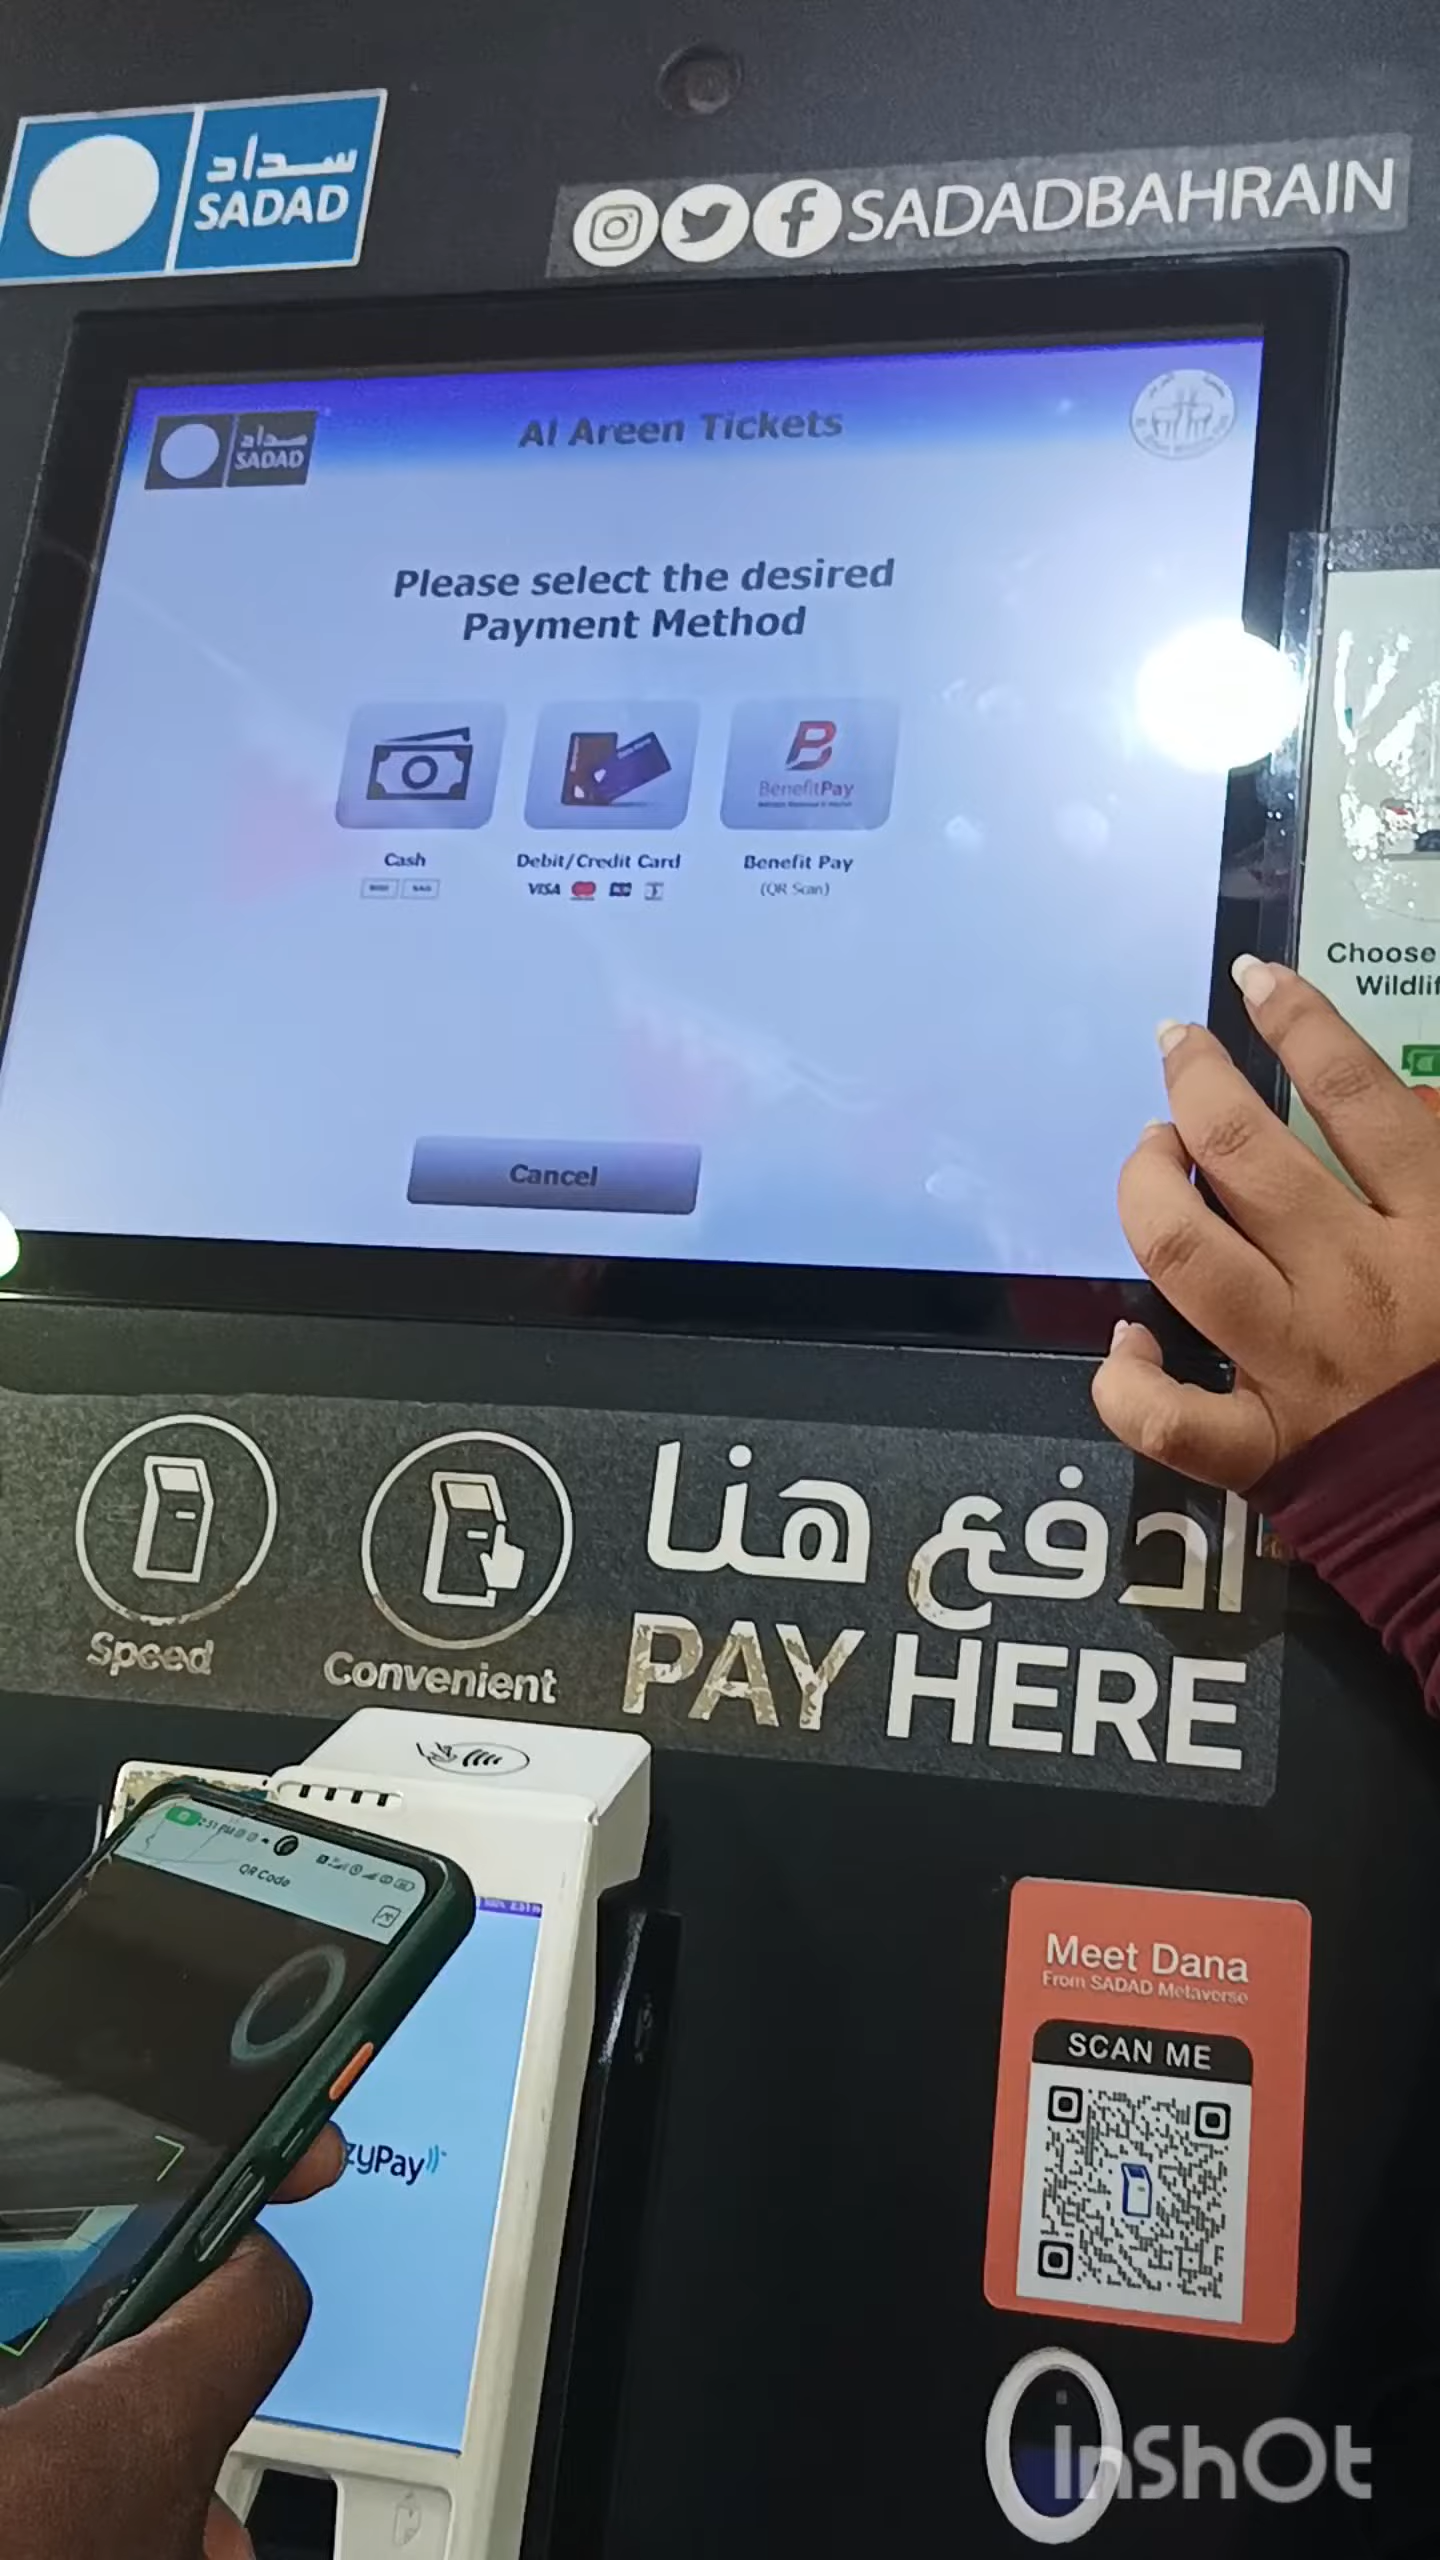 سداد
SADAD
SADADBAHRAIN
سداد
SADAD
Al Areen Tickets
Please select the desired
Payment Method
BenefitPay
Cash
Debit/Credit Card
Benefit Pay
VISA
(QR Scan)
Cancel
Choose
Wildlif
ادفع هنا
PAY HERE
Speed
Convenient
QR Code
zyPay
Meet Dana
From SADAD Metaverse
SCAN ME
InShOt